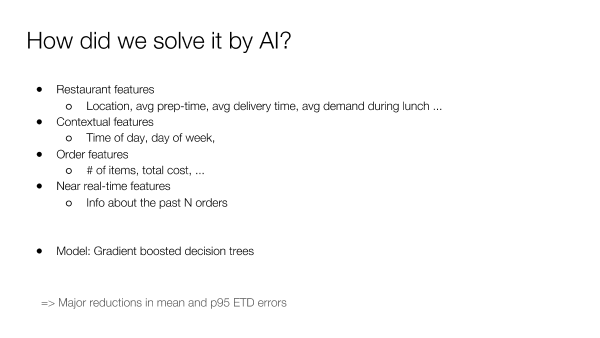 How did we solve it by AI?
● Restaurant features
○ Location, avg prep-time, avg delivery time, avg demand during lunch ...
● Contextual features
○ Time of day, day of week,
● Order features
○ # of items, total cost, ...
● Near real-time features
○ Info about the past N orders
● Model: Gradient boosted decision trees
=> Major reductions in mean and p95 ETD errors